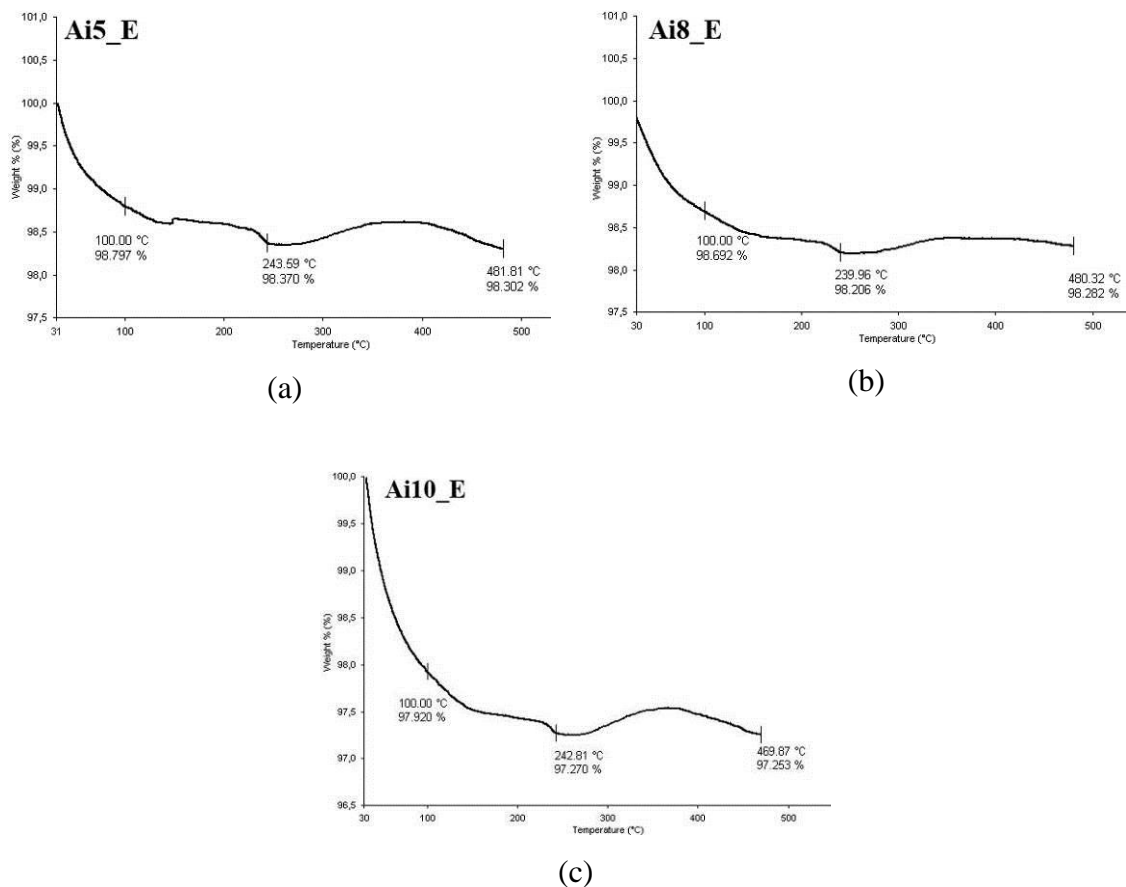 Ai5_E
101,0
100,5
100,0
99,5
99,0
98,5
98,0
97,5
Weight % (%)
100.00 °C
98.797 %
243.59 °C
98.370 %
481.81 °C
98.302 %
31 100 200 300 400 500
Temperature (°C)
(a)
Ai8_E
101,0
100,5
100,0
99,5
99,0
98,5
98,0
97,5
Weight % (%)
100.00 °C
98.692 %
239.96 °C
98.206 %
480.32 °C
98.282 %
30 100 200 300 400 500
Temperature (°C)
(b)
Ai10_E
100,0
99,5
99,0
98,5
98,0
97,5
97,0
96,5
Weight % (%)
100.00 °C
97.920 %
242.81 °C
97.270 %
469.87 °C
97.253 %
30 100 200 300 400 500
Temperature (°C)
(c)